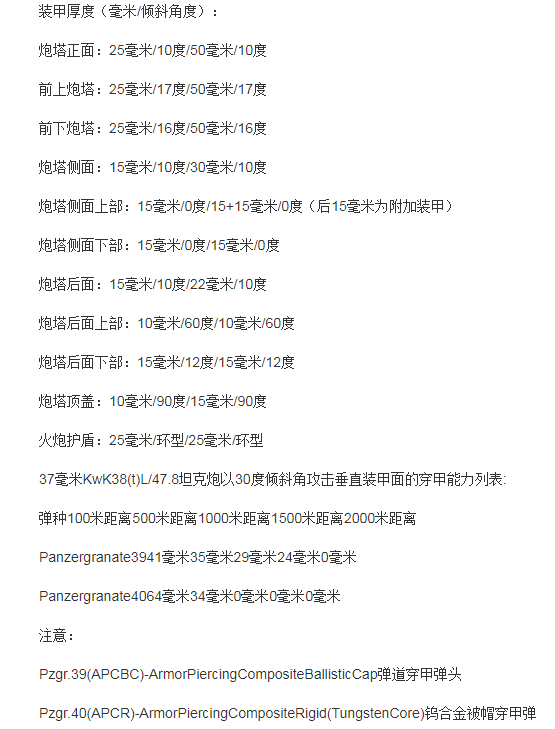 装甲厚度（毫米/倾斜角度）：
炮塔正面：25毫米/10度/50毫米/10度
前上炮塔：25毫米/17度/50毫米/17度
前下炮塔：25毫米/16度/50毫米/16度
炮塔侧面：15毫米/10度/30毫米/10度
炮塔侧面上部：15毫米/0度/15+15毫米/0度（后15毫米为附加装甲）
炮塔侧面下部：15毫米/0度/15毫米/0度
炮塔后面：15毫米/10度/22毫米/10度
炮塔后面上部：10毫米/60度/10毫米/60度
炮塔后面下部：15毫米/12度/15毫米/12度
炮塔顶盖：10毫米/90度/15毫米/90度
火炮护盾：25毫米/环型/25毫米/环型
37毫米KwK38(t)L/47.8坦克炮以30度倾斜角攻击垂直装甲面的穿甲能力列表:
弹种100米距离500米距离1000米距离1500米距离2000米距离
Panzergranate3941毫米35毫米29毫米24毫米0毫米
Panzergranate4064毫米34毫米0毫米0毫米0毫米
注意：
Pzgr.39(APCBC)-ArmorPiercingCompositeBallisticCap弹道穿甲弹头
Pzgr.40(APCR)-ArmorPiercingCompositeRigid(TungstenCore)钨合金被帽穿甲弹